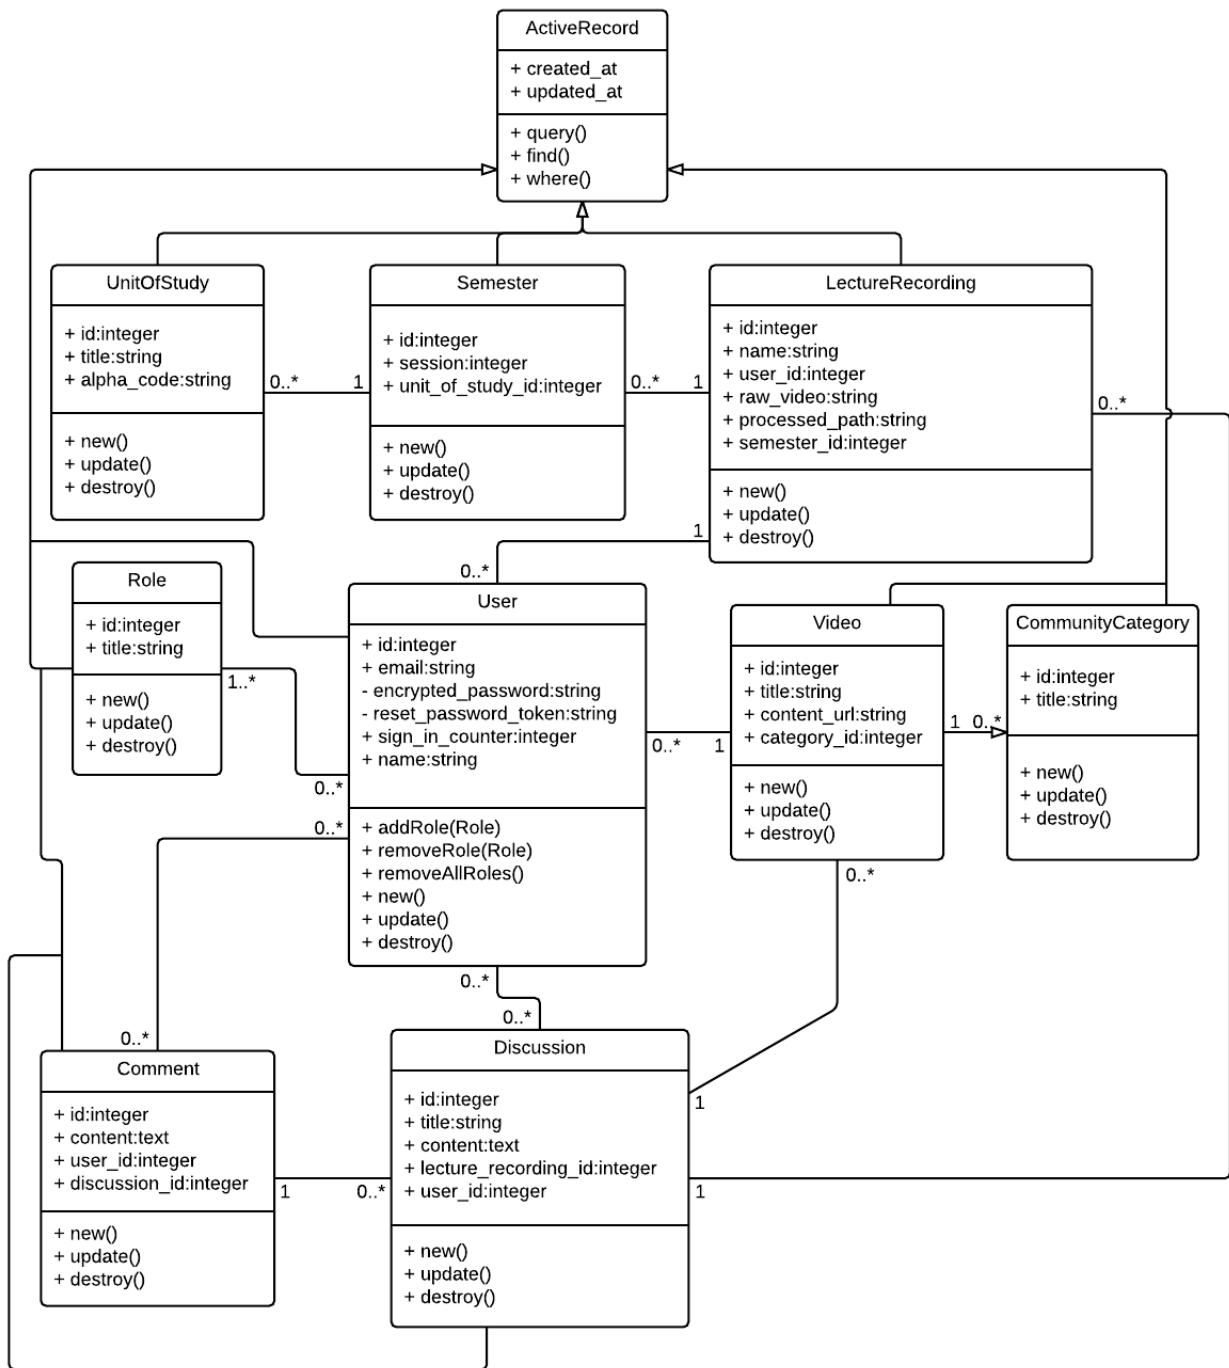 ActiveRecord
+ created_at
+ updated_at
+ query()
+ find()
+ where()
UnitOfStudy
+ id:integer
+ title:string
+ alpha_code:string
+ new()
+ update()
+ destroy()
0..*
1
Semester
+ id:integer
+ session:integer
+ unit_of_study_id:integer
+ new()
+ update()
+ destroy()
0..*
1
LectureRecording
+ id:integer
+ name:string
+ user_id:integer
+ raw_video:string
+ processed_path:string
+ semester_id:integer
+ new()
+ update()
+ destroy()
0..*
1
0..*
Role
+ id:integer
+ title:string
+ new()
+ update()
+ destroy()
1..*
0..*
0..*
User
+ id:integer
+ email:string
- encrypted_password:string
- reset_password_token:string
+ sign_in_counter:integer
+ name:string
+ addRole(Role)
+ removeRole(Role)
+ removeAllRoles()
+ new()
+ update()
+ destroy()
0..*
1
Video
+ id:integer
+ title:string
+ content_url:string
+ category_id:integer
+ new()
+ update()
+ destroy()
1
0..*
CommunityCategory
+ id:integer
+ title:string
+ new()
+ update()
+ destroy()
0..*
0..*
0..*
0..*
Comment
+ id:integer
+ content:text
+ user_id:integer
+ discussion_id:integer
+ new()
+ update()
+ destroy()
1
0..*
Discussion
+ id:integer
+ title:string
+ content:text
+ lecture_recording_id:integer
+ user_id:integer
+ new()
+ update()
+ destroy()
1
1